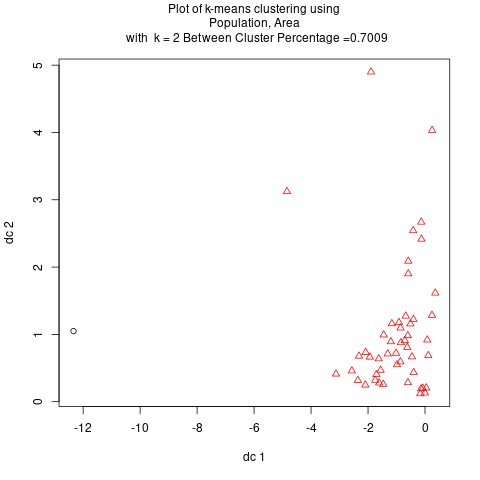 Plot of k-means clustering using
Population, Area
with k = 2 Between Cluster Percentage =0.7009
dc 2
5
4
3
2
1
0
-12 -10 -8 -6 -4 -2 0
dc 1